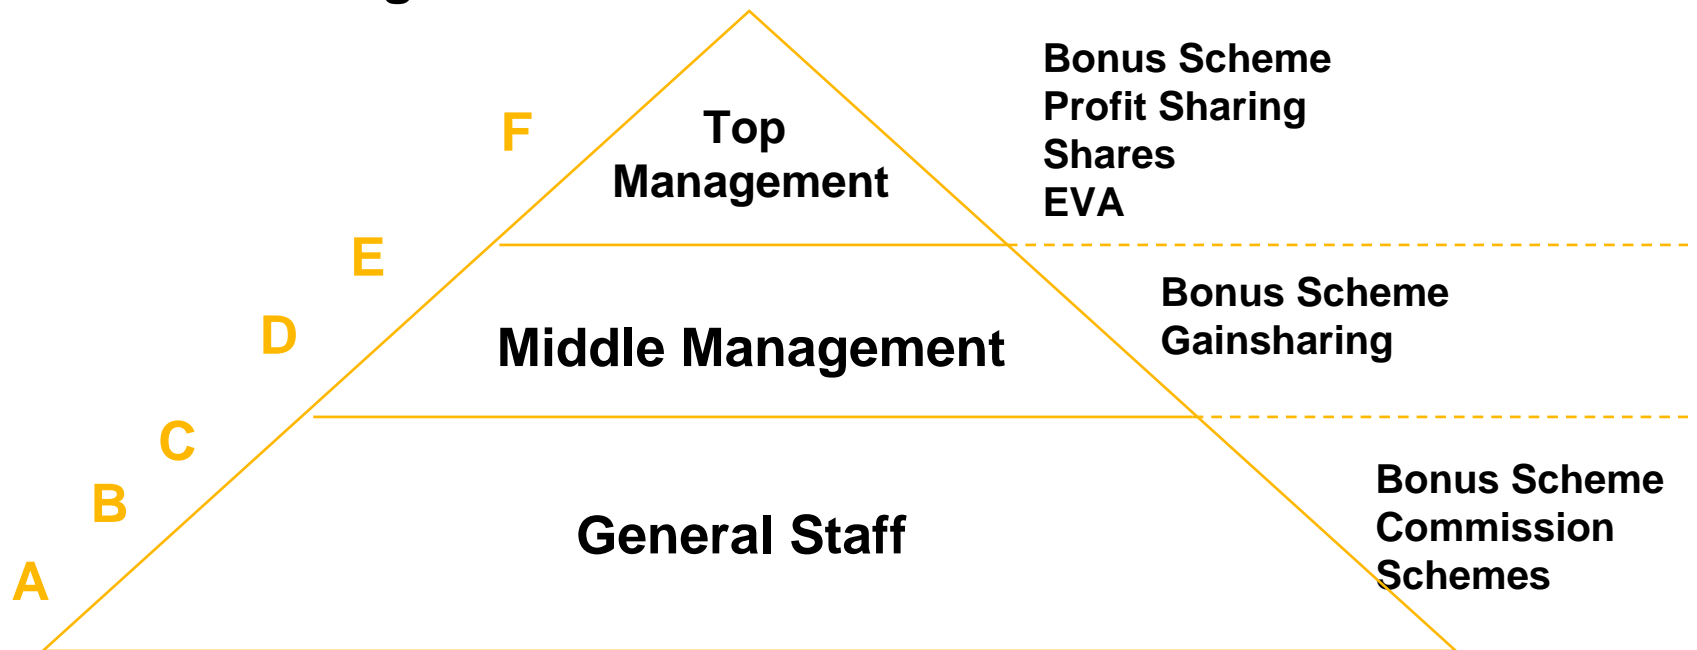 F
Top
Management
Bonus Scheme
Profit Sharing
Shares
EVA
E
D
Middle Management
Bonus Scheme
Gainsharing
C
B
A
General Staff
Bonus Scheme
Commission
Schemes